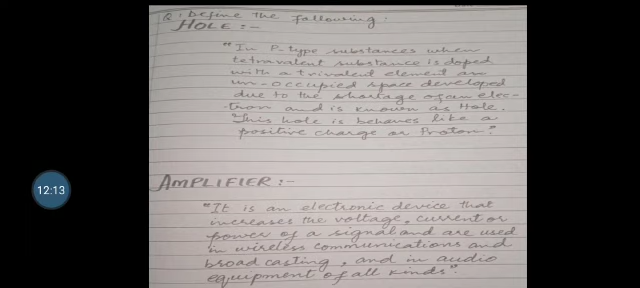 Q: Define the following:
HOLE :-
"In P-type substances when
tetravalent substance is doped
with a trivalent element an
un-occupied space developed
due to the shortage of an elec-
-tron and is known as Hole.
"This hole is behaves like a
positive charge or Proton."
AMPLIFIER :-
"It is an electronic device that
increases the voltage, current or
power of a signal and are used
in wireless communications and
broad casting, and in audio
equipment of all kinds".
12:13